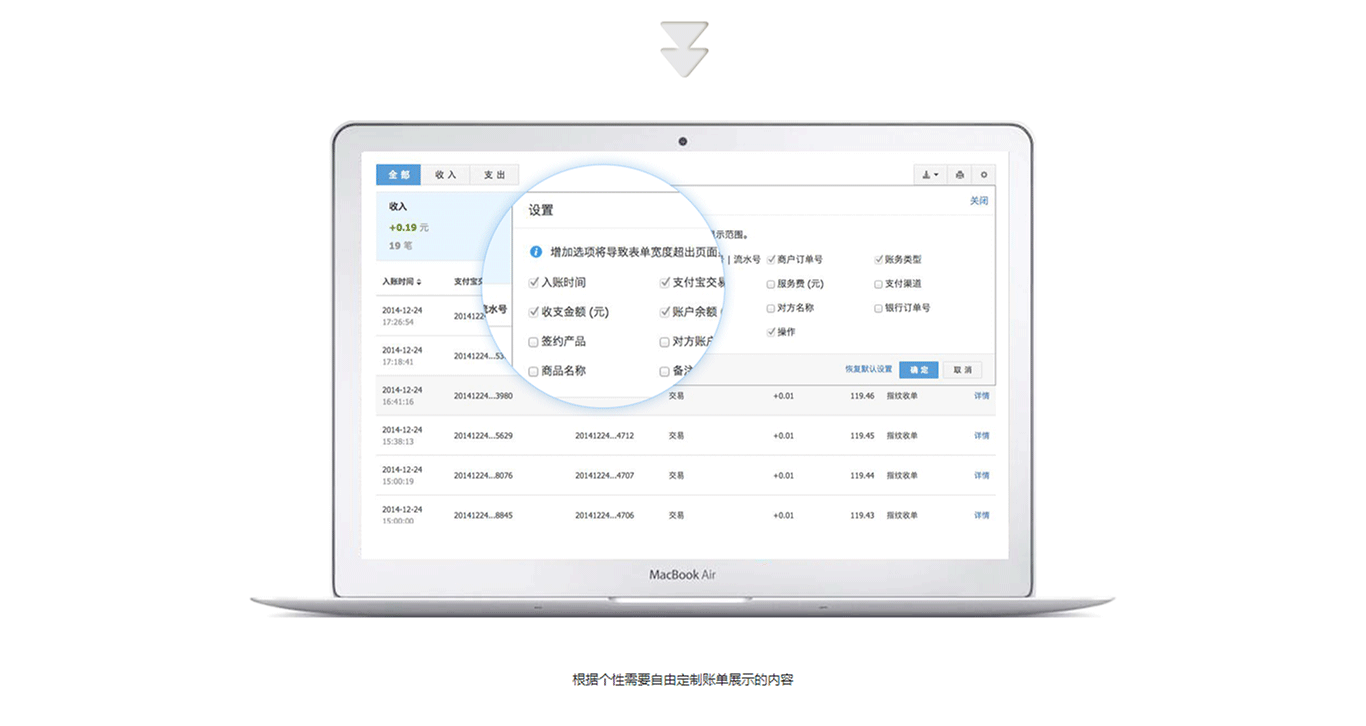 全 部
收 入
支 出
收入
+0.19 元
19 笔
关闭
设置
增加选项将导致表单宽度超出页面
示范围。
入账时间
支付宝交易
| 流水号
商户订单号
账务类型
收支金额 (元)
账户余额
服务费 (元)
支付渠道
签约产品
对方账户
对方名称
银行订单号
商品名称
备注
操作
恢复默认设置
确 定
取 消
入账时间
支付宝交
流水号
2014-12-24
17:26:54
20141224
2014-12-24
17:18:41
20141224...53
2014-12-24
16:41:16
20141224...3980 交易 +0.01 119.46 指纹收单 详情
2014-12-24
15:38:13
20141224...5629 20141224...4712 交易 +0.01 119.45 指纹收单 详情
2014-12-24
15:00:19
20141224...8076 20141224...4707 交易 +0.01 119.44 指纹收单 详情
2014-12-24
15:00:00
20141224...8845 20141224...4706 交易 +0.01 119.43 指纹收单 详情
MacBook Air
根据个性需要自由定制账单展示的内容